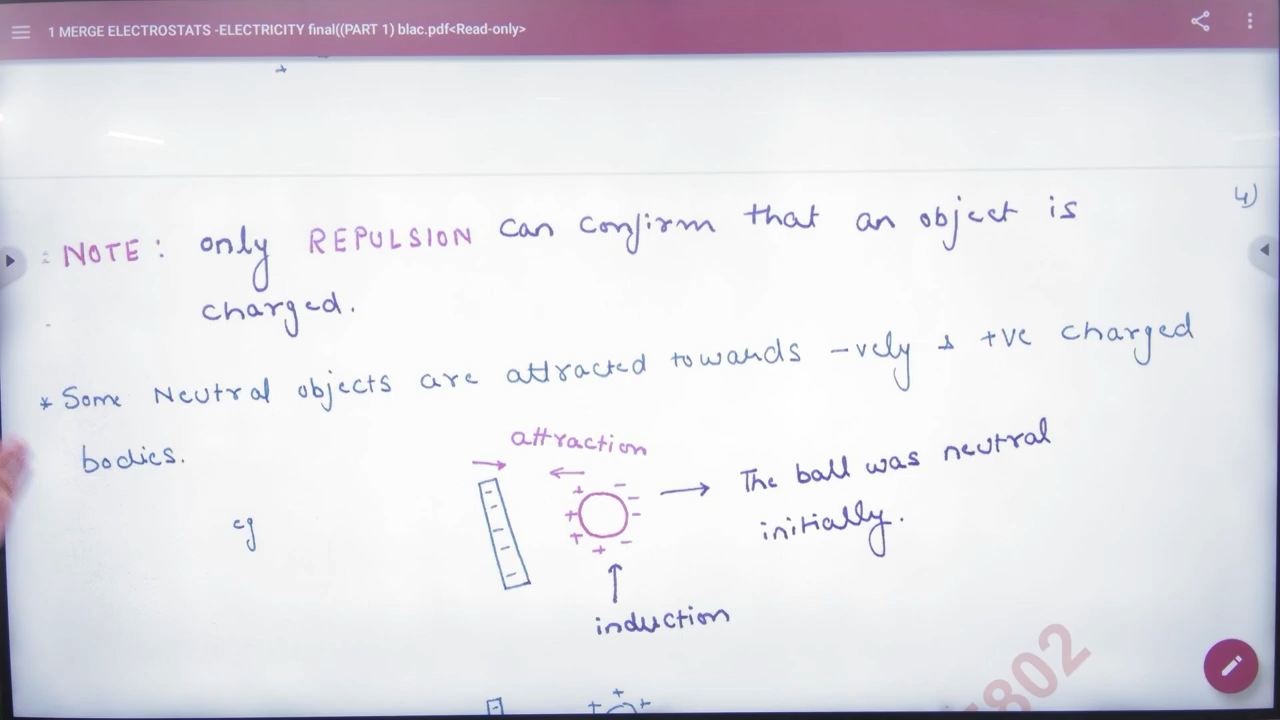 1 MERGE ELECTROSTATS -ELECTRICITY final((PART 1) blac.pdf<Read-only>
4)
NOTE : only REPULSION can confirm that an object is
charged.
* Some Neutral objects are attracted towards -vely & +ve charged
bodies.
attraction
eg
→ The ball was neutral
initially.
induction
5802